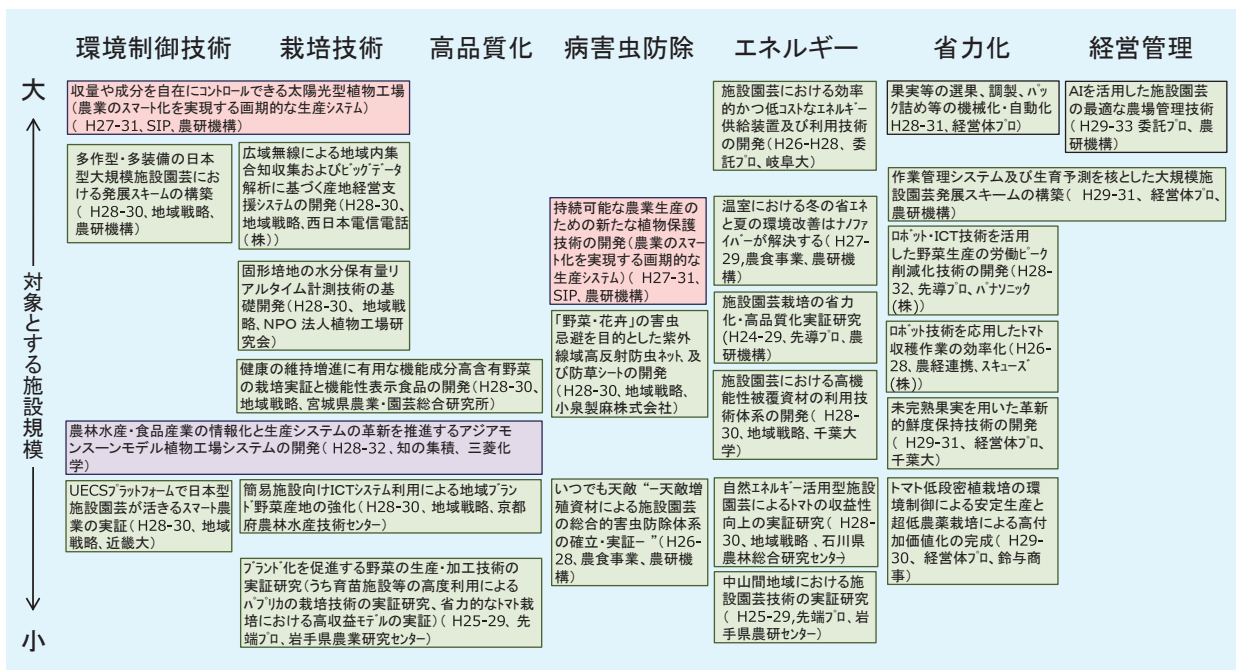 環境制御技術
栽培技術
高品質化
病害虫防除
エネルギー
省力化
経営管理
大
対象とする施設規模
小
収量や成分を自在にコントロールできる太陽光型植物工場
(農業のスマート化を実現する画期的な生産システム)
( H27-31、SIP、農研機構)
多作型・多装備の日本
型大規模施設園芸にお
ける発展スキームの構築
( H28-30、地域戦略、
農研機構)
広域無線による地域内集
合知収集およびビッグデータ
解析に基づく産地経営支
援システムの開発(H28-30、
地域戦略、西日本電信電話
(株))
固形培地の水分保有量リ
アルタイム計測技術の基
礎開発(H28-30、 地域戦
略、NPO 法人植物工場研
究会)
健康の維持増進に有用な機能成分高含有野菜
の栽培実証と機能性表示食品の開発(H28-30、
地域戦略、宮城県農業・園芸総合研究所)
農林水産・食品産業の情報化と生産システムの革新を推進するアジアモ
ンスーンモデル植物工場システムの開発( H28-32 、知の集積、 三菱化
学)
UECSプラットフォームで日本型
施設園芸が活きるスマート
農業の実証(H28-30、地域
戦略、近畿大)
簡易施設向けICTシステム利用による地域ブラン
ド野菜産地の強化(H28-30、地域戦略、京都
府農林水産技術センター)
ブランド化を促進する野菜の生産・加工技術の
実証研究(うち育苗施設等の高度利用による
パプリカの栽培技術の実証研究、省力的なトマト栽
培における高収益モデルの実証)( H25-29、 先
端プロ、岩手県農業研究センター)
持続可能な農業生産の
ための新たな植物保護
技術の開発(農業のスマー
ト化を実現する画期的な
生産システム)( H27-31、
SIP、農研機構)
「野菜・花卉」の害虫
忌避を目的とした紫外
線域高反射防虫ネット、及
び防草シートの開発
(H28-30、地域戦略、
小泉製麻株式会社)
いつでも天敵 “−天敵増
殖資材による施設園芸
の総合的害虫防除体系
の確立・実証− ”(H26-
28、農食事業、農研機
構)
施設園芸における効率
的かつ低コストなエネルギー
供給装置及び利用技術
の開発(H26-H28、 委
託プロ、岐阜大)
温室における冬の省エネ
と夏の環境改善はナノファ
イバーが解決する(H27-
29,農食事業、農研機
構)
施設園芸栽培の省力
化・高品質化実証研究
(H24-29、先導プロ、農
研機構)
施設園芸における高機
能性被覆資材の利用技
術体系の開発( H28-
30、地域戦略、千葉大
学)
自然エネルギー活用型施設
園芸によるトマトの収益性
向上の実証研究( H28-
30、地域戦略 、石川県
農林総合研究センター)
中山間地域における施
設園芸技術の実証研究
( H25-29,先端プロ、岩
手県農研センター)
果実等の選果、調製、パッ
ク詰め等の機械化・自動化
H28-31、経営体プロ)
AIを活用した施設園芸
の最適な農場管理技術
( H29-33 委託プロ、農
研機構)
作業管理システム及び生育予測を核とした大規模施
設園芸発展スキームの構築( H29-31、 経営体プロ、
農研機構)
ロボット・ICT技術を活用
した野菜生産の労働ピーク
削減化技術の開発(H28-
32、先導プロ、パナソニック
(株))
ロボット技術を応用したトマト
収穫作業の効率化(H26-
28、農経連携、スキューズ
(株))
未完熟果実を用いた革新
的鮮度保持技術の開発
( H29-31、経営体プロ、
千葉大)
トマト低段密植栽培の環
境制御による安定生産と
超低農薬栽培による高付
加価値化の完成( H29-
30、 経営体プロ、鈴与商
事)